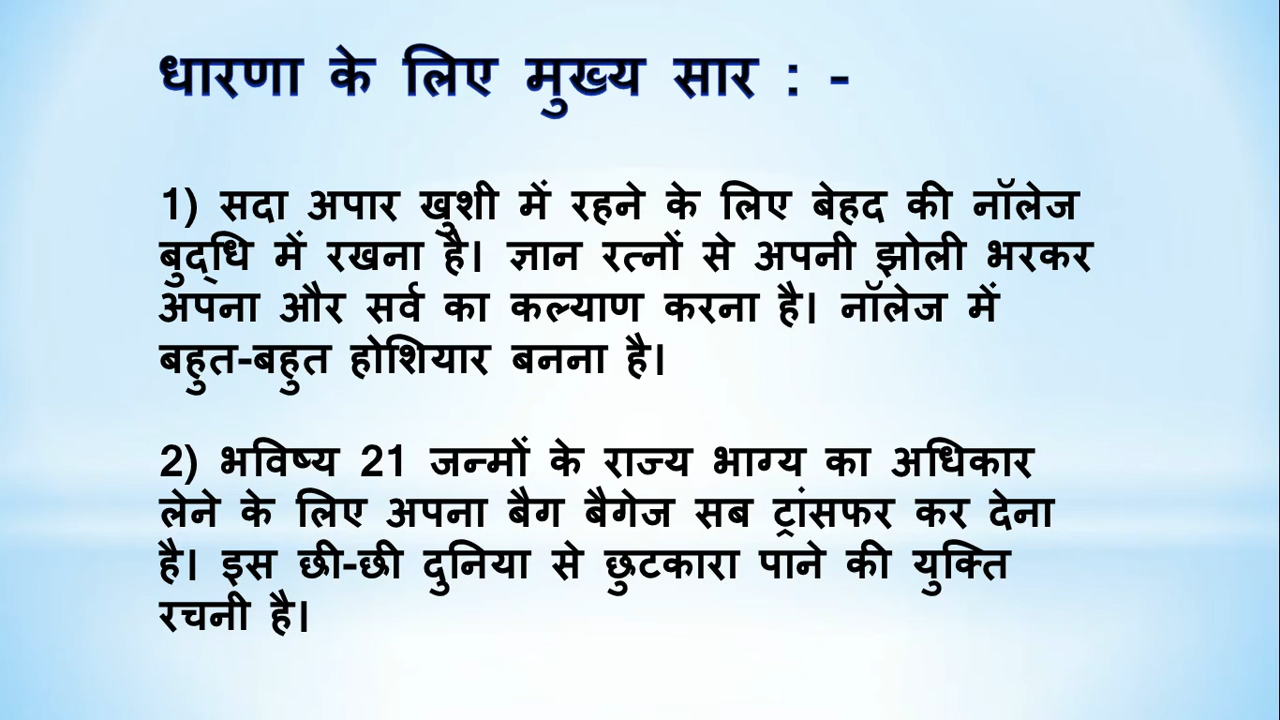 धारणा के लिए मुख्य सार : -
1) सदा अपार खुशी में रहने के लिए बेहद की नॉलेज
बुद्धि में रखना है। ज्ञान रत्नों से अपनी झोली भरकर
अपना और सर्व का कल्याण करना है। नॉलेज में
बहुत-बहुत होशियार बनना है।
2) भविष्य 21 जन्मों के राज्य भाग्य का अधिकार
लेने के लिए अपना बैग बैगेज सब ट्रांसफर कर देना
है। इस छी-छी दुनिया से छुटकारा पाने की युक्ति
रचनी है।